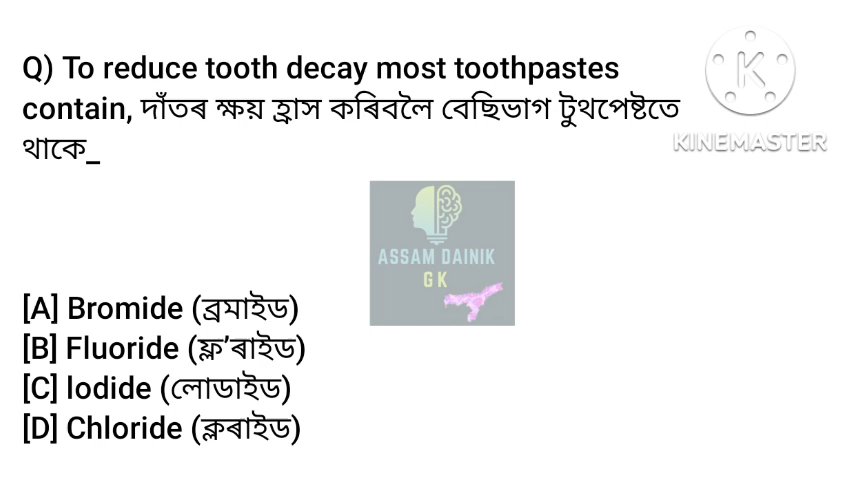 Q) To reduce tooth decay most toothpastes
contain, দাঁতৰ ক্ষয় হ্ৰাস কৰিবলৈ বেছিভাগ টুথপেষ্টতে
থাকে_
K
KINEMASTER
ASSAM DAINIK
GK
[A] Bromide (ব্ৰমাইড)
[B] Fluoride (ফ্ল’ৰাইড)
[C] lodide (লোডাইড)
[D] Chloride (ক্লৰাইড)